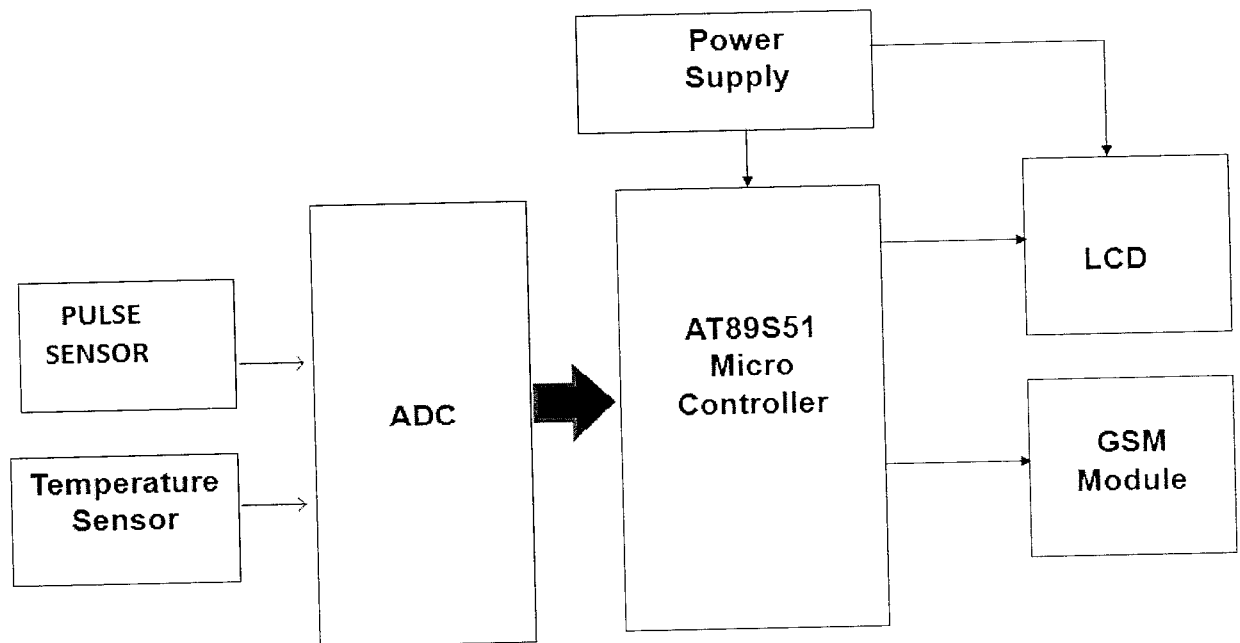 Power
Supply
LCD
PULSE
SENSOR
AT89S51
Micro
Controller
ADC
GSM
Module
Temperature
Sensor